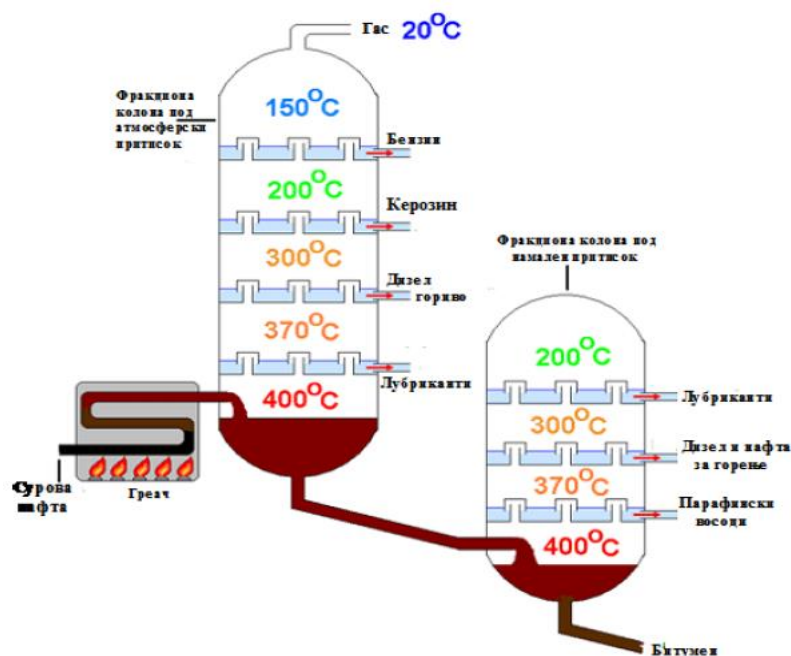 Гас 20°C
Фракциона
колона под
атмосферски
притисок
150°C
Бензин
200°C
Керозин
300°C
Дизел
гориво
370°C
Лубриканти
400°C
Сурова
нафта
Греач
Фракциона колона под
намален притисок
200°C
Лубриканти
300°C
Дизел и нафта
за горење
370°C
Парафински
восоци
400°C
Битумен